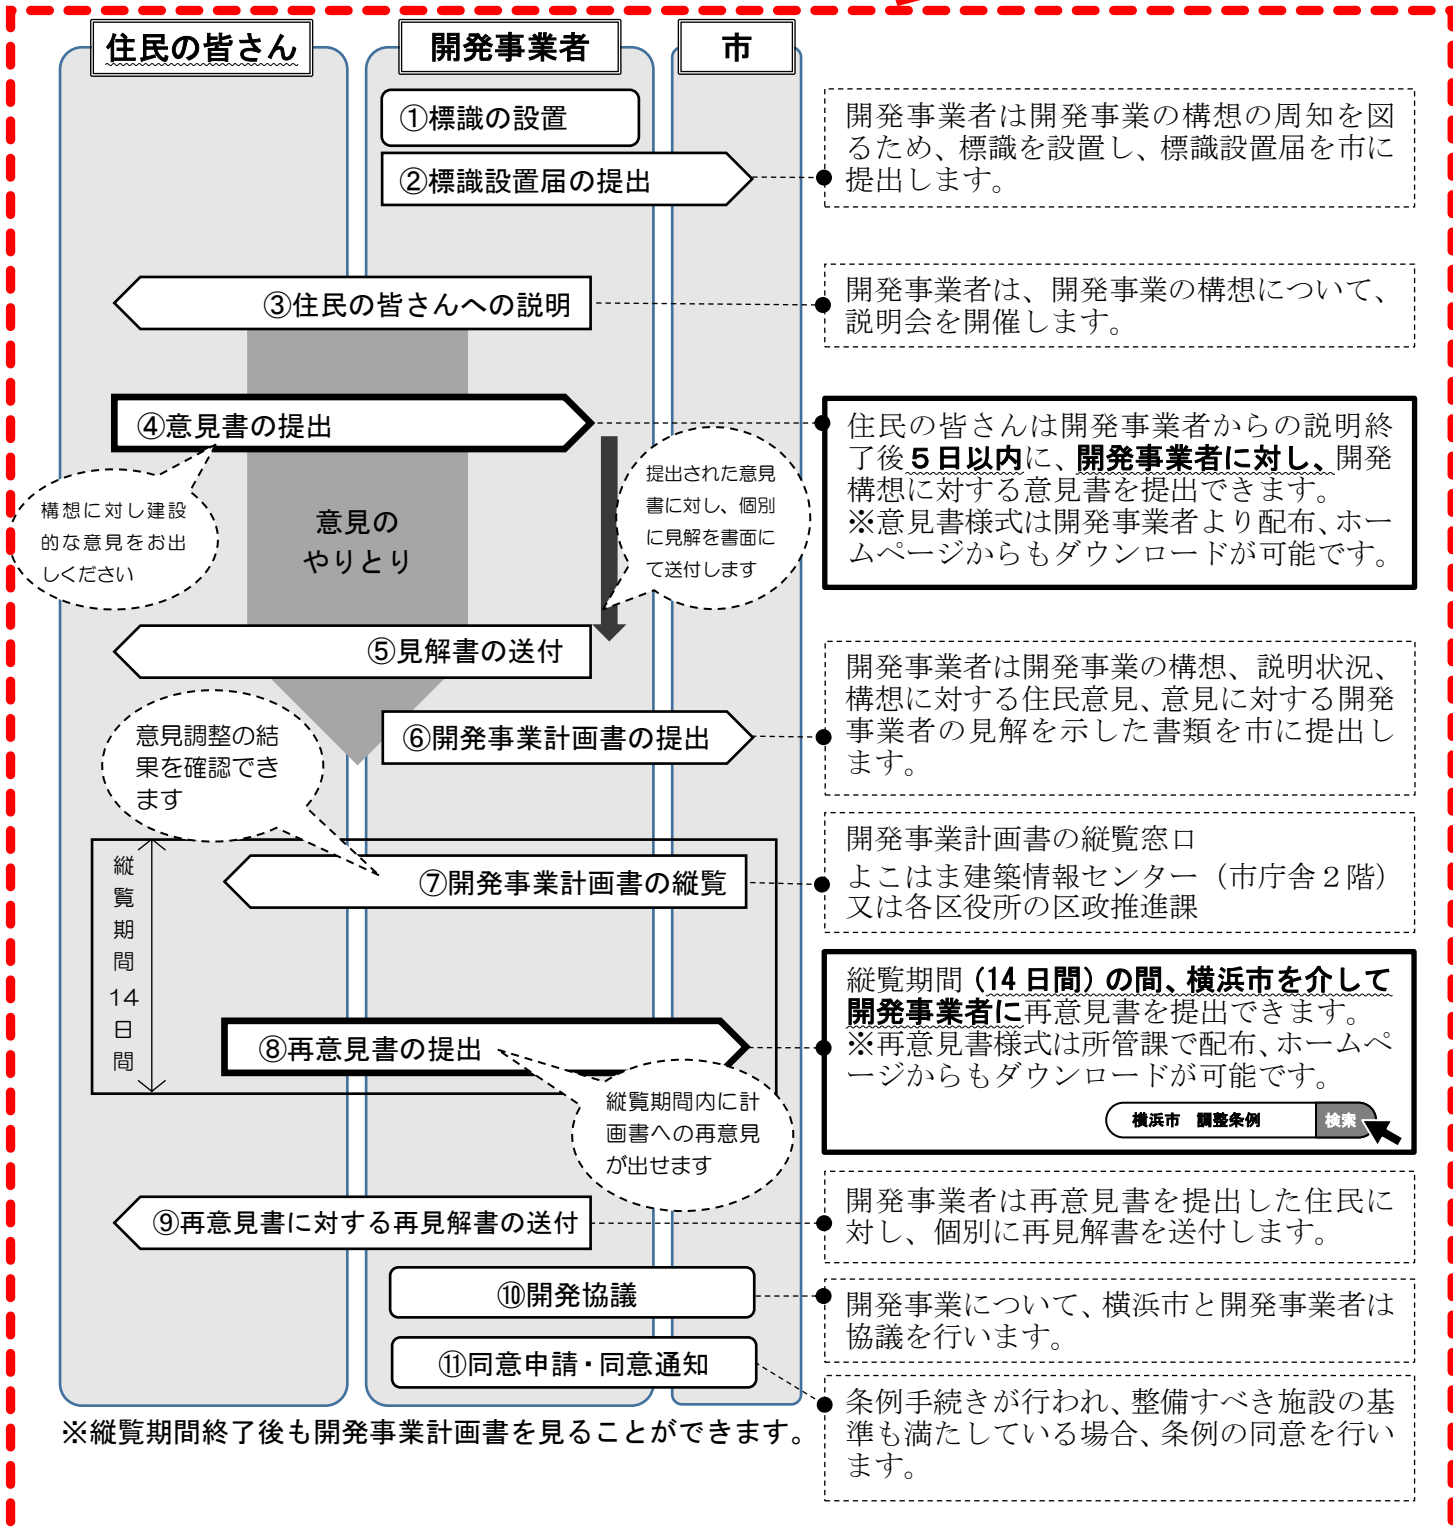 住民の皆さん
開発事業者
市
①標識の設置
②標識設置届の提出
開発事業者は開発事業の構想の周知を図
るため、標識を設置し、標識設置届を市に
提出します。
③住民の皆さんへの説明
開発事業者は、開発事業の構想について、
説明会を開催します。
④意見書の提出
住民の皆さんは開発事業者からの説明終
了後５日以内に、開発事業者に対し、開発
構想に対する意見書を提出できます。
※意見書様式は開発事業者より配布、ホー
ムページからもダウンロードが可能です。
構想に対し建設
的な意見をお出
しください
意見の
やりとり
提出された意見
書に対し、個別
に見解を書面に
て送付します
⑤見解書の送付
開発事業者は開発事業の構想、説明状況、
構想に対する住民意見、意見に対する開発
事業者の見解を示した書類を市に提出し
ます。
⑥開発事業計画書の提出
意見調整の結
果を確認でき
ます
縦
覧
期
間
14
日
間
⑦開発事業計画書の縦覧
開発事業計画書の縦覧窓口
よこはま建築情報センター（市庁舎２階）
又は各区役所の区政推進課
⑧再意見書の提出
縦覧期間（14日間）の間、横浜市を介して
開発事業者に再意見書を提出できます。
※再意見書様式は所管課で配布、ホームペ
ージからもダウンロードが可能です。
横浜市　調整条例
検索
縦覧期間内に計
画書への再意見
が出せます
⑨再意見書に対する再見解書の送付
開発事業者は再意見書を提出した住民に
対し、個別に再見解書を送付します。
⑩開発協議
開発事業について、横浜市と開発事業者は
協議を行います。
⑪同意申請・同意通知
条例手続きが行われ、整備すべき施設の基
準も満たしている場合、条例の同意を行い
ます。
※縦覧期間終了後も開発事業計画書を見ることができます。